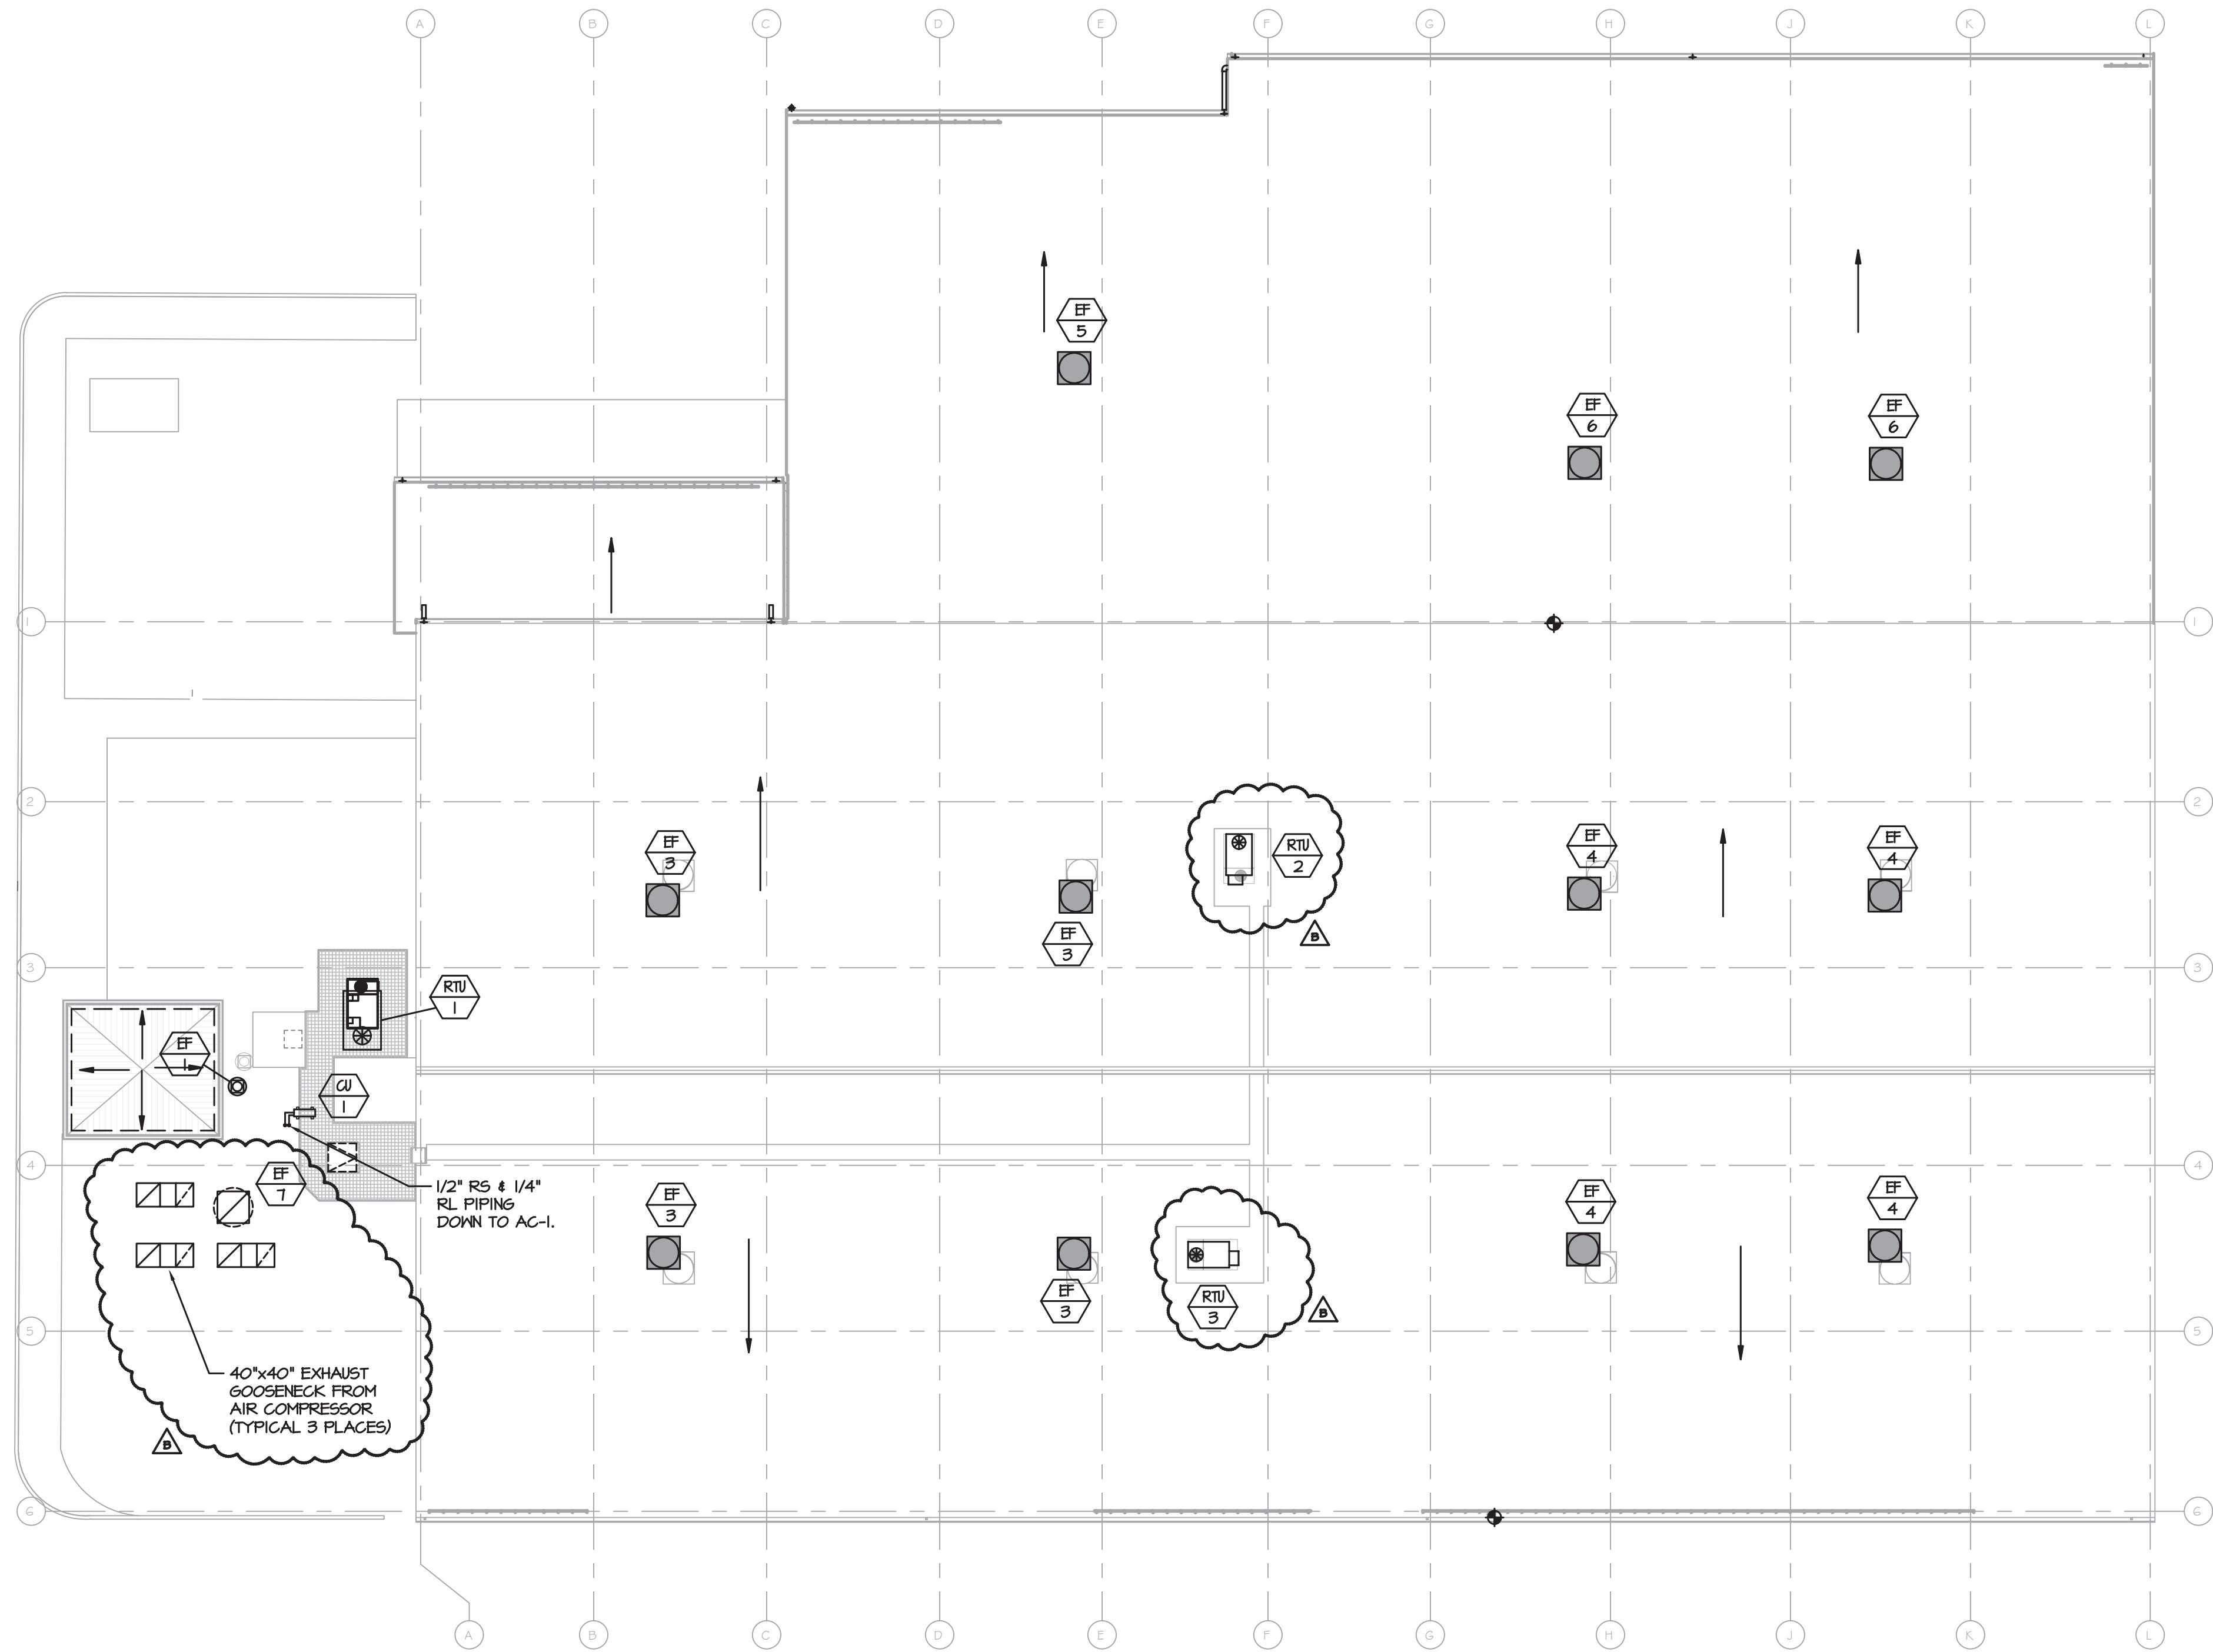 A B C D E F G H J K L
EF
5
EF
6
EF
6
1 1
2 2
EF
3
RTU
2
EF
4
EF
4
EF
3
B
3 3
RTU
1
EF
1
CU
1
4 4
EF
7
1/2" RS & 1/4"
RL PIPING
DOWN TO AC-1.
EF
3
EF
4
EF
4
EF
3
RTU
3
B
5 5
40"x40" EXHAUST
GOOSENECK FROM
AIR COMPRESSOR
(TYPICAL 3 PLACES)
B
6 6
A B C D E F G H J K L